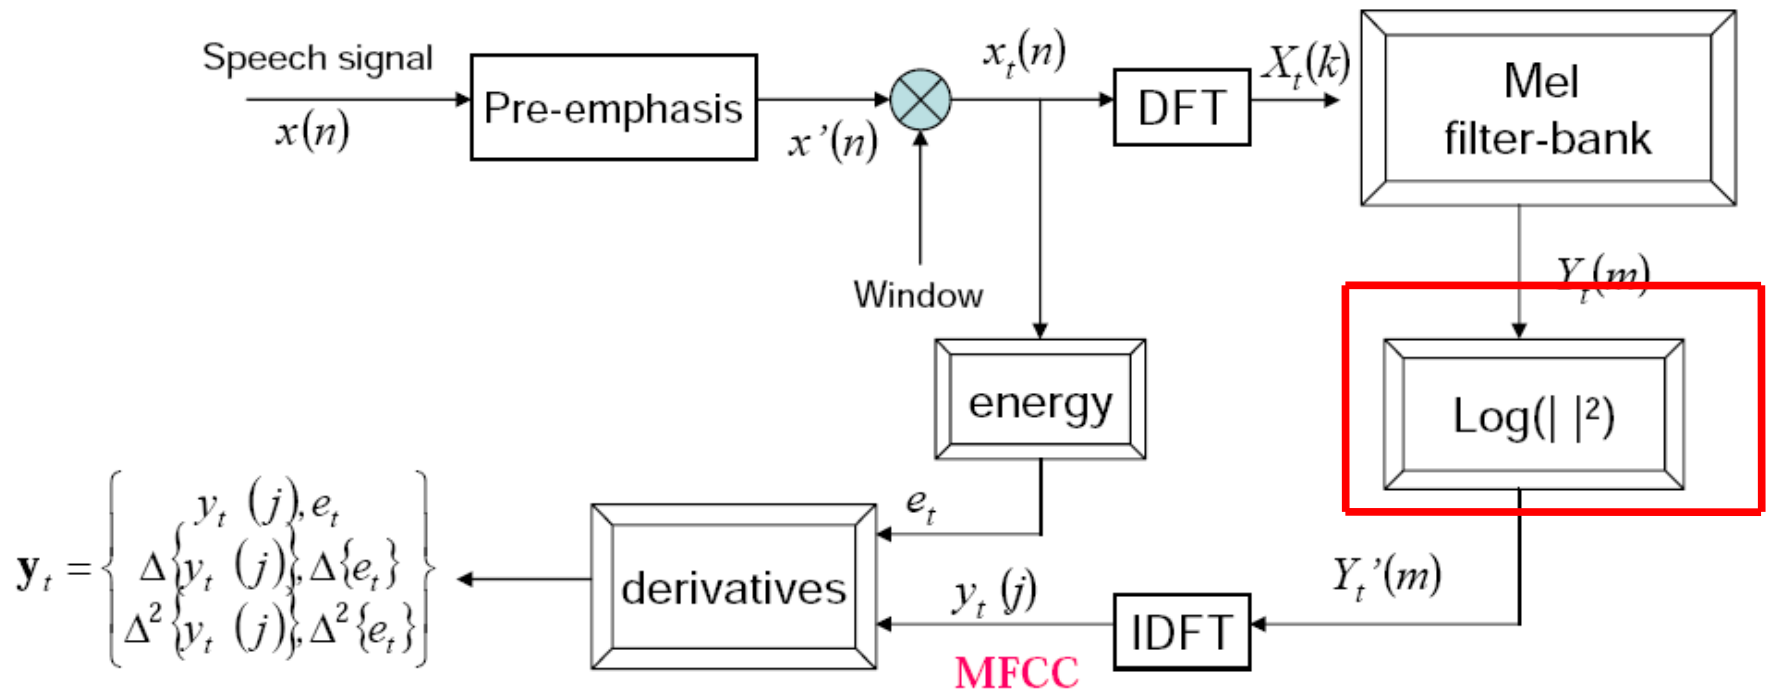 Speech signal
x(n)
Pre-emphasis
x'(n)
Window
x_t(n)
DFT
X_t(k)
Mel
filter-bank
Y_t(m)
Log(| |²)
Y_t'(m)
IDFT
y_t (j)
MFCC
energy
e_t
derivatives
y_t = { y_t (j), e_t
Δ{y_t (j)}, Δ{e_t}
Δ²{y_t (j)}, Δ²{e_t} }